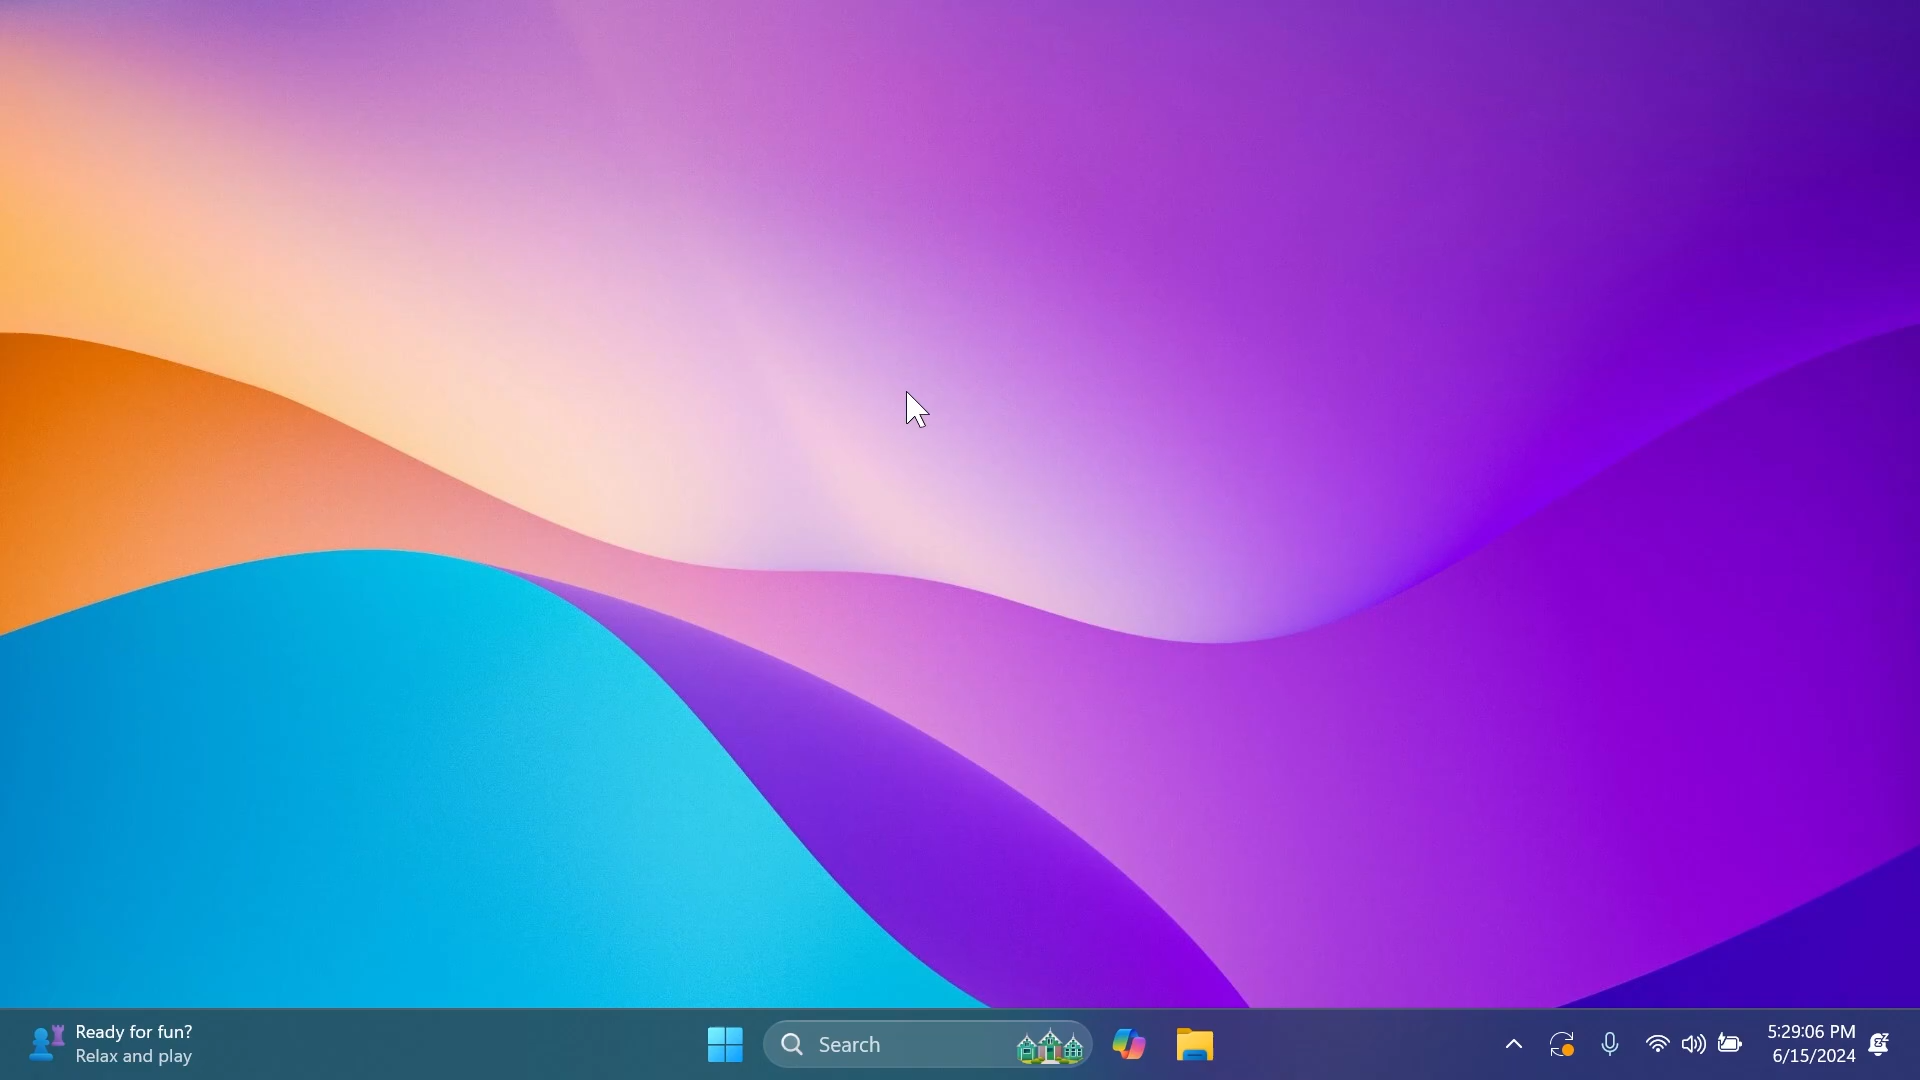 Ready for fun?
Relax and play
Search
5:29:06 PM
6/15/2024